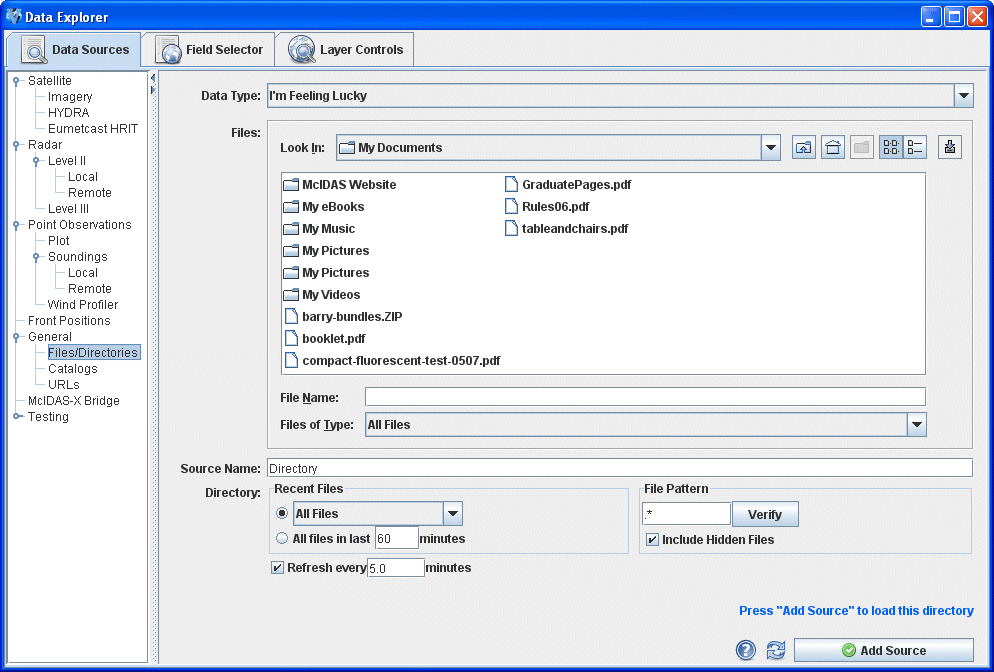 Data Explorer
Data Sources
Field Selector
Layer Controls
Satellite
Imagery
HYDRA
Eumetcast HRIT
Radar
Level II
Local
Remote
Level III
Point Observations
Plot
Soundings
Local
Remote
Wind Profiler
Front Positions
General
Files/Directories
Catalogs
URLs
McIDAS-X Bridge
Testing
Data Type: I'm Feeling Lucky
Files:
Look In: My Documents
McIDAS Website
My eBooks
My Music
My Pictures
My Pictures
My Videos
barry-bundles.ZIP
booklet.pdf
compact-fluorescent-test-0507.pdf
GraduatePages.pdf
Rules06.pdf
tableandchairs.pdf
File Name:
Files of Type: All Files
Source Name: Directory
Directory:
Recent Files
All Files
All files in last 60 minutes
File Pattern
.* Verify
Include Hidden Files
Refresh every 5.0 minutes
Press "Add Source" to load this directory
? Add Source